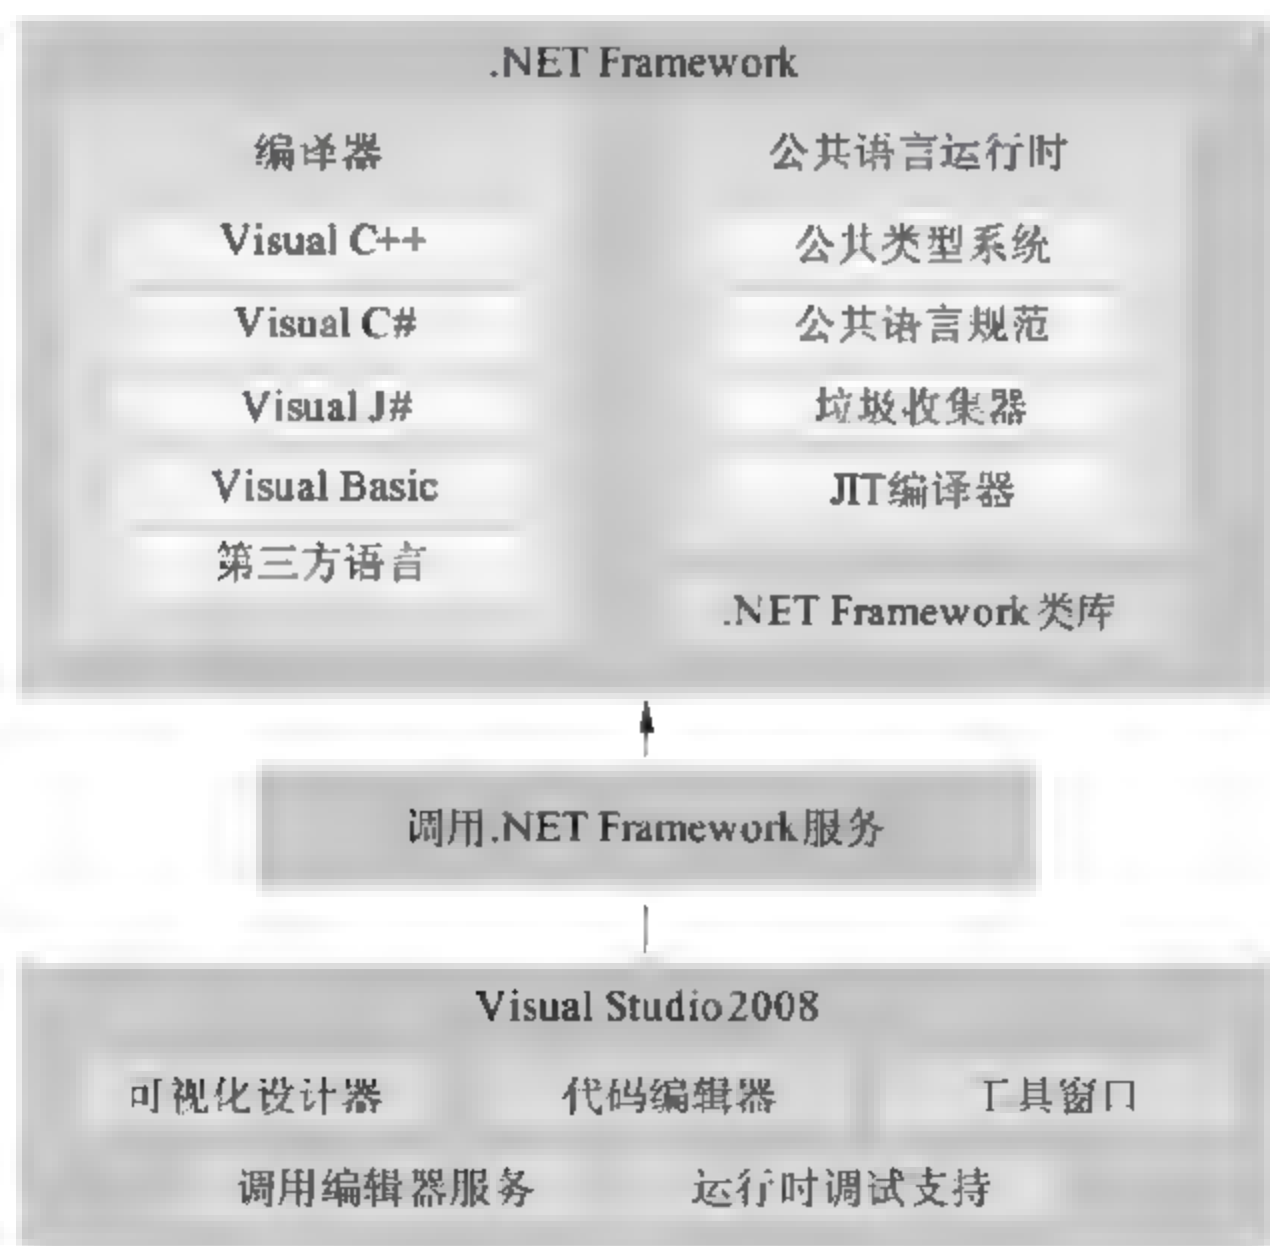 .NET Framework
编译器
Visual C++
Visual C#
Visual J#
Visual Basic
第三方语言
公共语言运行时
公共类型系统
公共语言规范
垃圾收集器
JIT编译器
.NET Framework 类库
调用.NET Framework服务
Visual Studio 2008
可视化设计器
代码编辑器
工具窗口
调用编辑器服务
运行时调试支持